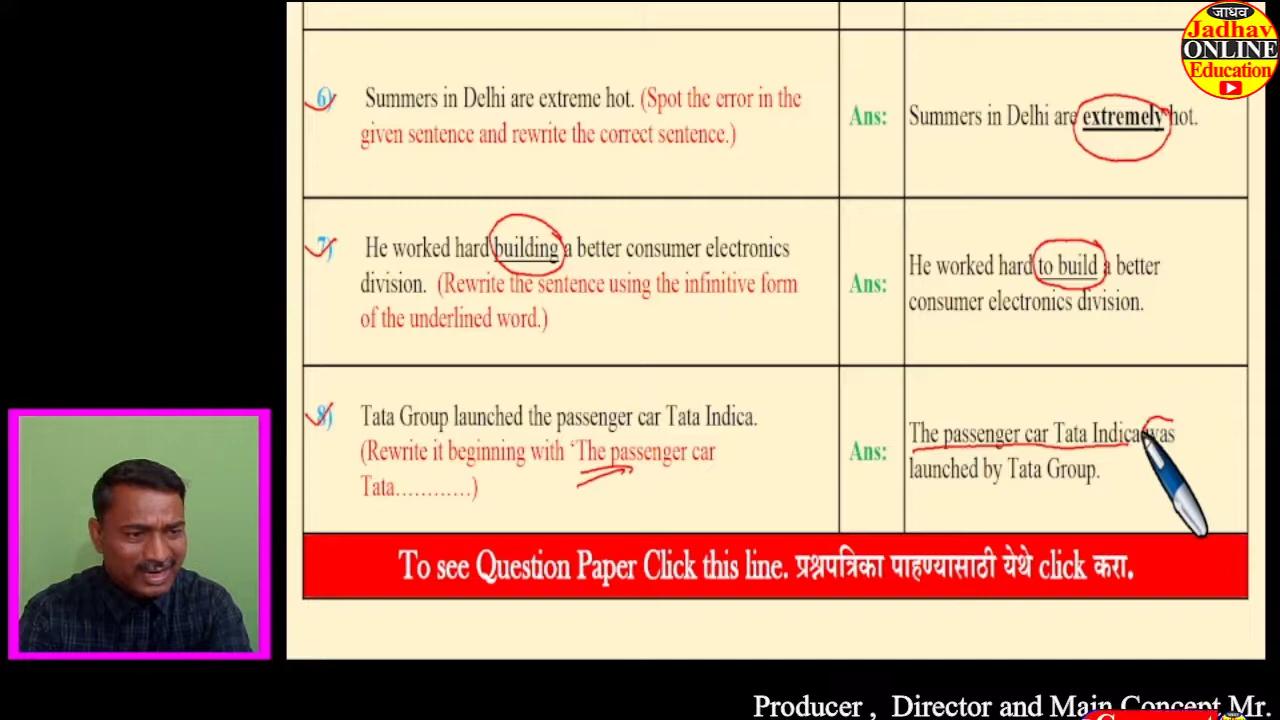 जाधव
Jadhav
ONLINE
Education
6) Summers in Delhi are extreme hot. (Spot the error in the
given sentence and rewrite the correct sentence.)
Ans:
Summers in Delhi are extremely hot.
7) He worked hard building a better consumer electronics
division. (Rewrite the sentence using the infinitive form
of the underlined word.)
Ans:
He worked hard to build a better
consumer electronics division.
8) Tata Group launched the passenger car Tata Indica.
(Rewrite it beginning with ‘The passenger car
Tata…………)
Ans:
The passenger car Tata Indica was
launched by Tata Group.
To see Question Paper Click this line. प्रश्नपत्रिका पाहण्यासाठी येथे click करा.
Producer , Director and Main Concept Mr.